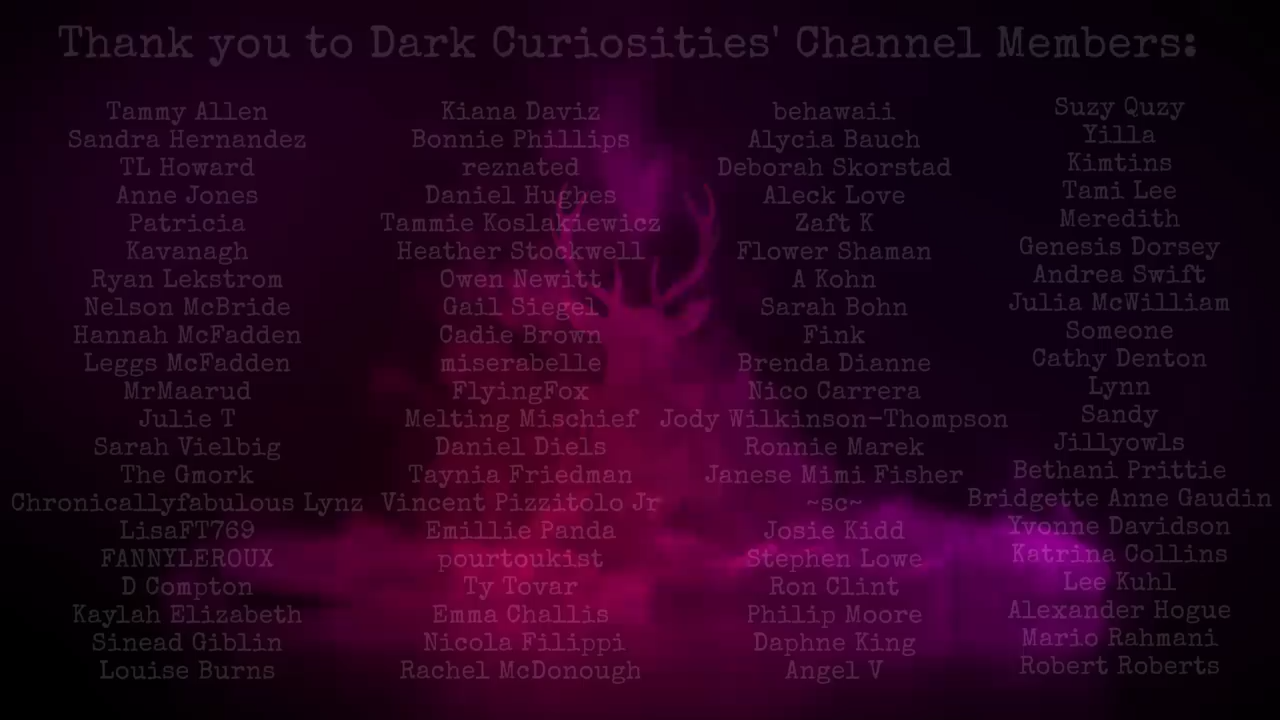 Thank you to Dark Curiosities' Channel Members:
Tammy Allen
Sandra Hernandez
TL Howard
Anne Jones
Patricia
Kavanagh
Ryan Lekstrom
Nelson McBride
Hannah McFadden
Leggs McFadden
MrMaarud
Julie T
Sarah Vielbig
The Gmork
Chronicallyfabulous Lynz
LisaFT769
FANNYLEROUX
D Compton
Kaylah Elizabeth
Sinead Giblin
Louise Burns
Kiana Daviz
Bonnie Phillips
reznated
Daniel Hughes
Tammie Koslakiewicz
Heather Stockwell
Owen Newitt
Gail Siegel
Cadie Brown
miserabelle
FlyingFox
Melting Mischief
Daniel Diels
Taynia Friedman
Vincent Pizzitolo Jr
Emillie Panda
pourtoukist
Ty Tovar
Emma Challis
Nicola Filippi
Rachel McDonough
behawaii
Alycia Bauch
Deborah Skorstad
Aleck Love
Zaft K
Flower Shaman
A Kohn
Sarah Bohn
Fink
Brenda Dianne
Nico Carrera
Jody Wilkinson-Thompson
Ronnie Marek
Janese Mimi Fisher
~sc~
Josie Kidd
Stephen Lowe
Ron Clint
Philip Moore
Daphne King
Angel V
Suzy Quzy
Yilla
Kimtins
Tami Lee
Meredith
Genesis Dorsey
Andrea Swift
Julia McWilliam
Someone
Cathy Denton
Lynn
Sandy
Jillyowls
Bethani Prittie
Bridgette Anne Gaudin
Yvonne Davidson
Katrina Collins
Lee Kuhl
Alexander Hogue
Mario Rahmani
Robert Roberts